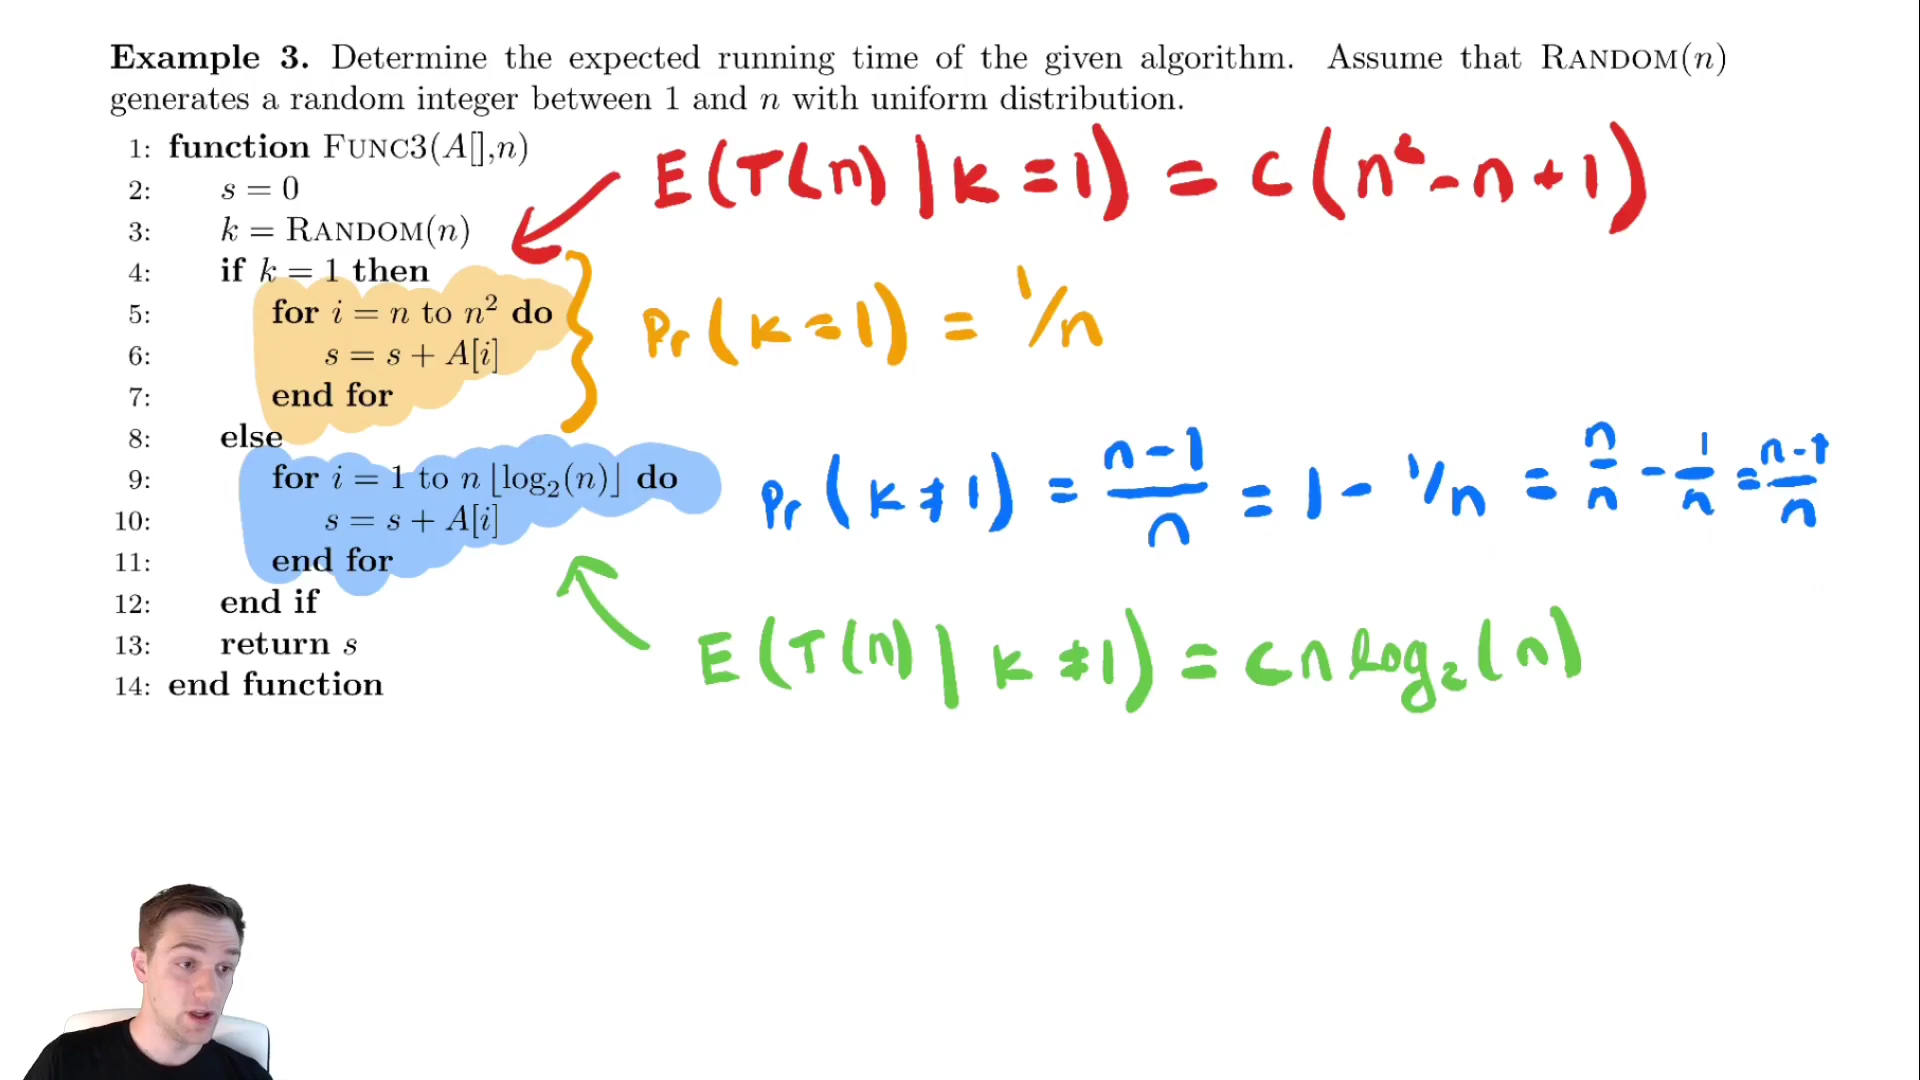 Example 3. Determine the expected running time of the given algorithm. Assume that RANDOM(n)
generates a random integer between 1 and n with uniform distribution.
1: function FUNC3(A[],n)
2: s = 0
3: k = RANDOM(n)
4: if k = 1 then
5: for i = n to n² do
6: s = s + A[i]
7: end for
8: else
9: for i = 1 to n ⌊log₂(n)⌋ do
10: s = s + A[i]
11: end for
12: end if
13: return s
14: end function
E(T(n) | k = 1) = c(n² - n + 1)
Pr(k = 1) = 1/n
Pr(k ≠ 1) = n-1/n = 1 - 1/n = n/n - 1/n = n-1/n
E(T(n) | k ≠ 1) = cn log₂(n)